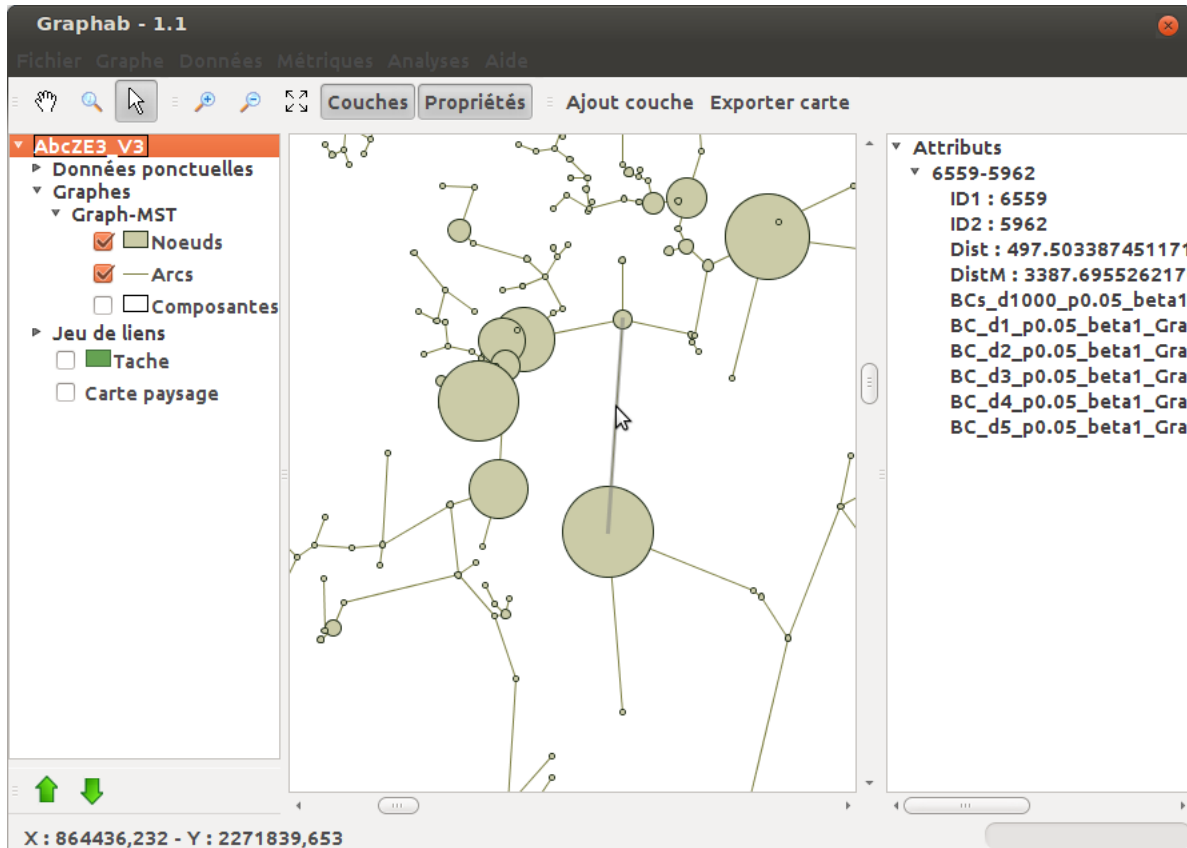 Graphab - 1.1
Fichier Graphe Données Métriques Analyses Aide
Couches Propriétés Ajout couche Exporter carte
AbcZE3_V3
Données ponctuelles
Graphes
Graph-MST
Noeuds
Arcs
Composantes
Jeu de liens
Tache
Carte paysage
Attributs
6559-5962
ID1 : 6559
ID2 : 5962
Dist : 497.503387451171
DistM : 3387.695526217
BCs_d1000_p0.05_beta1
BC_d1_p0.05_beta1_Gra
BC_d2_p0.05_beta1_Gra
BC_d3_p0.05_beta1_Gra
BC_d4_p0.05_beta1_Gra
BC_d5_p0.05_beta1_Gra
X : 864436,232 - Y : 2271839,653